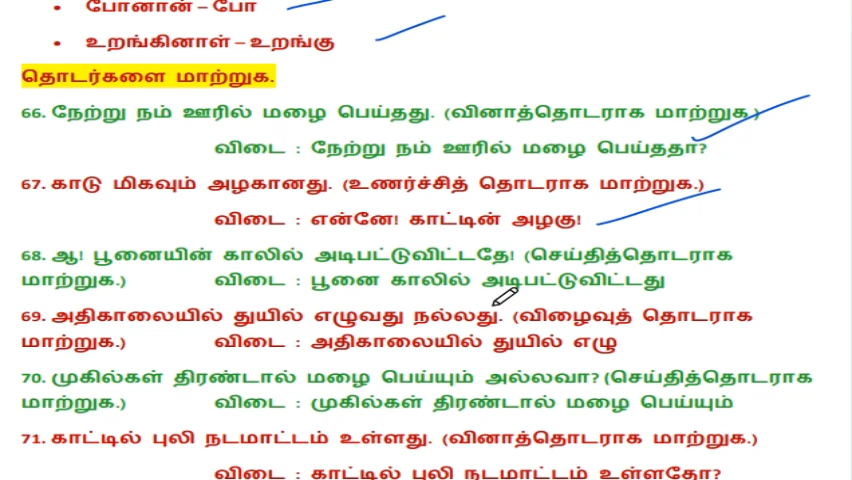 • போனான் – போ
• உறங்கினாள் – உறங்கு
தொடர்களை மாற்றுக.
66. நேற்று நம் ஊரில் மழை பெய்தது. (வினாத்தொடராக மாற்றுக.)
விடை : நேற்று நம் ஊரில் மழை பெய்ததா?
67. காடு மிகவும் அழகானது. (உணர்ச்சித் தொடராக மாற்றுக.)
விடை : என்னே! காட்டின் அழகு!
68. ஆ! பூனையின் காலில் அடிபட்டுவிட்டதே! (செய்தித்தொடராக
மாற்றுக.) விடை : பூனை காலில் அடிபட்டுவிட்டது
69. அதிகாலையில் துயில் எழுவது நல்லது. (விழைவுத் தொடராக
மாற்றுக.) விடை : அதிகாலையில் துயில் எழு
70. முகில்கள் திரண்டால் மழை பெய்யும் அல்லவா? (செய்தித்தொடராக
மாற்றுக.) விடை : முகில்கள் திரண்டால் மழை பெய்யும்
71. காட்டில் புலி நடமாட்டம் உள்ளது. (வினாத்தொடராக மாற்றுக.)
விடை : காட்டில் புலி நடமாட்டம் உள்ளதோ?